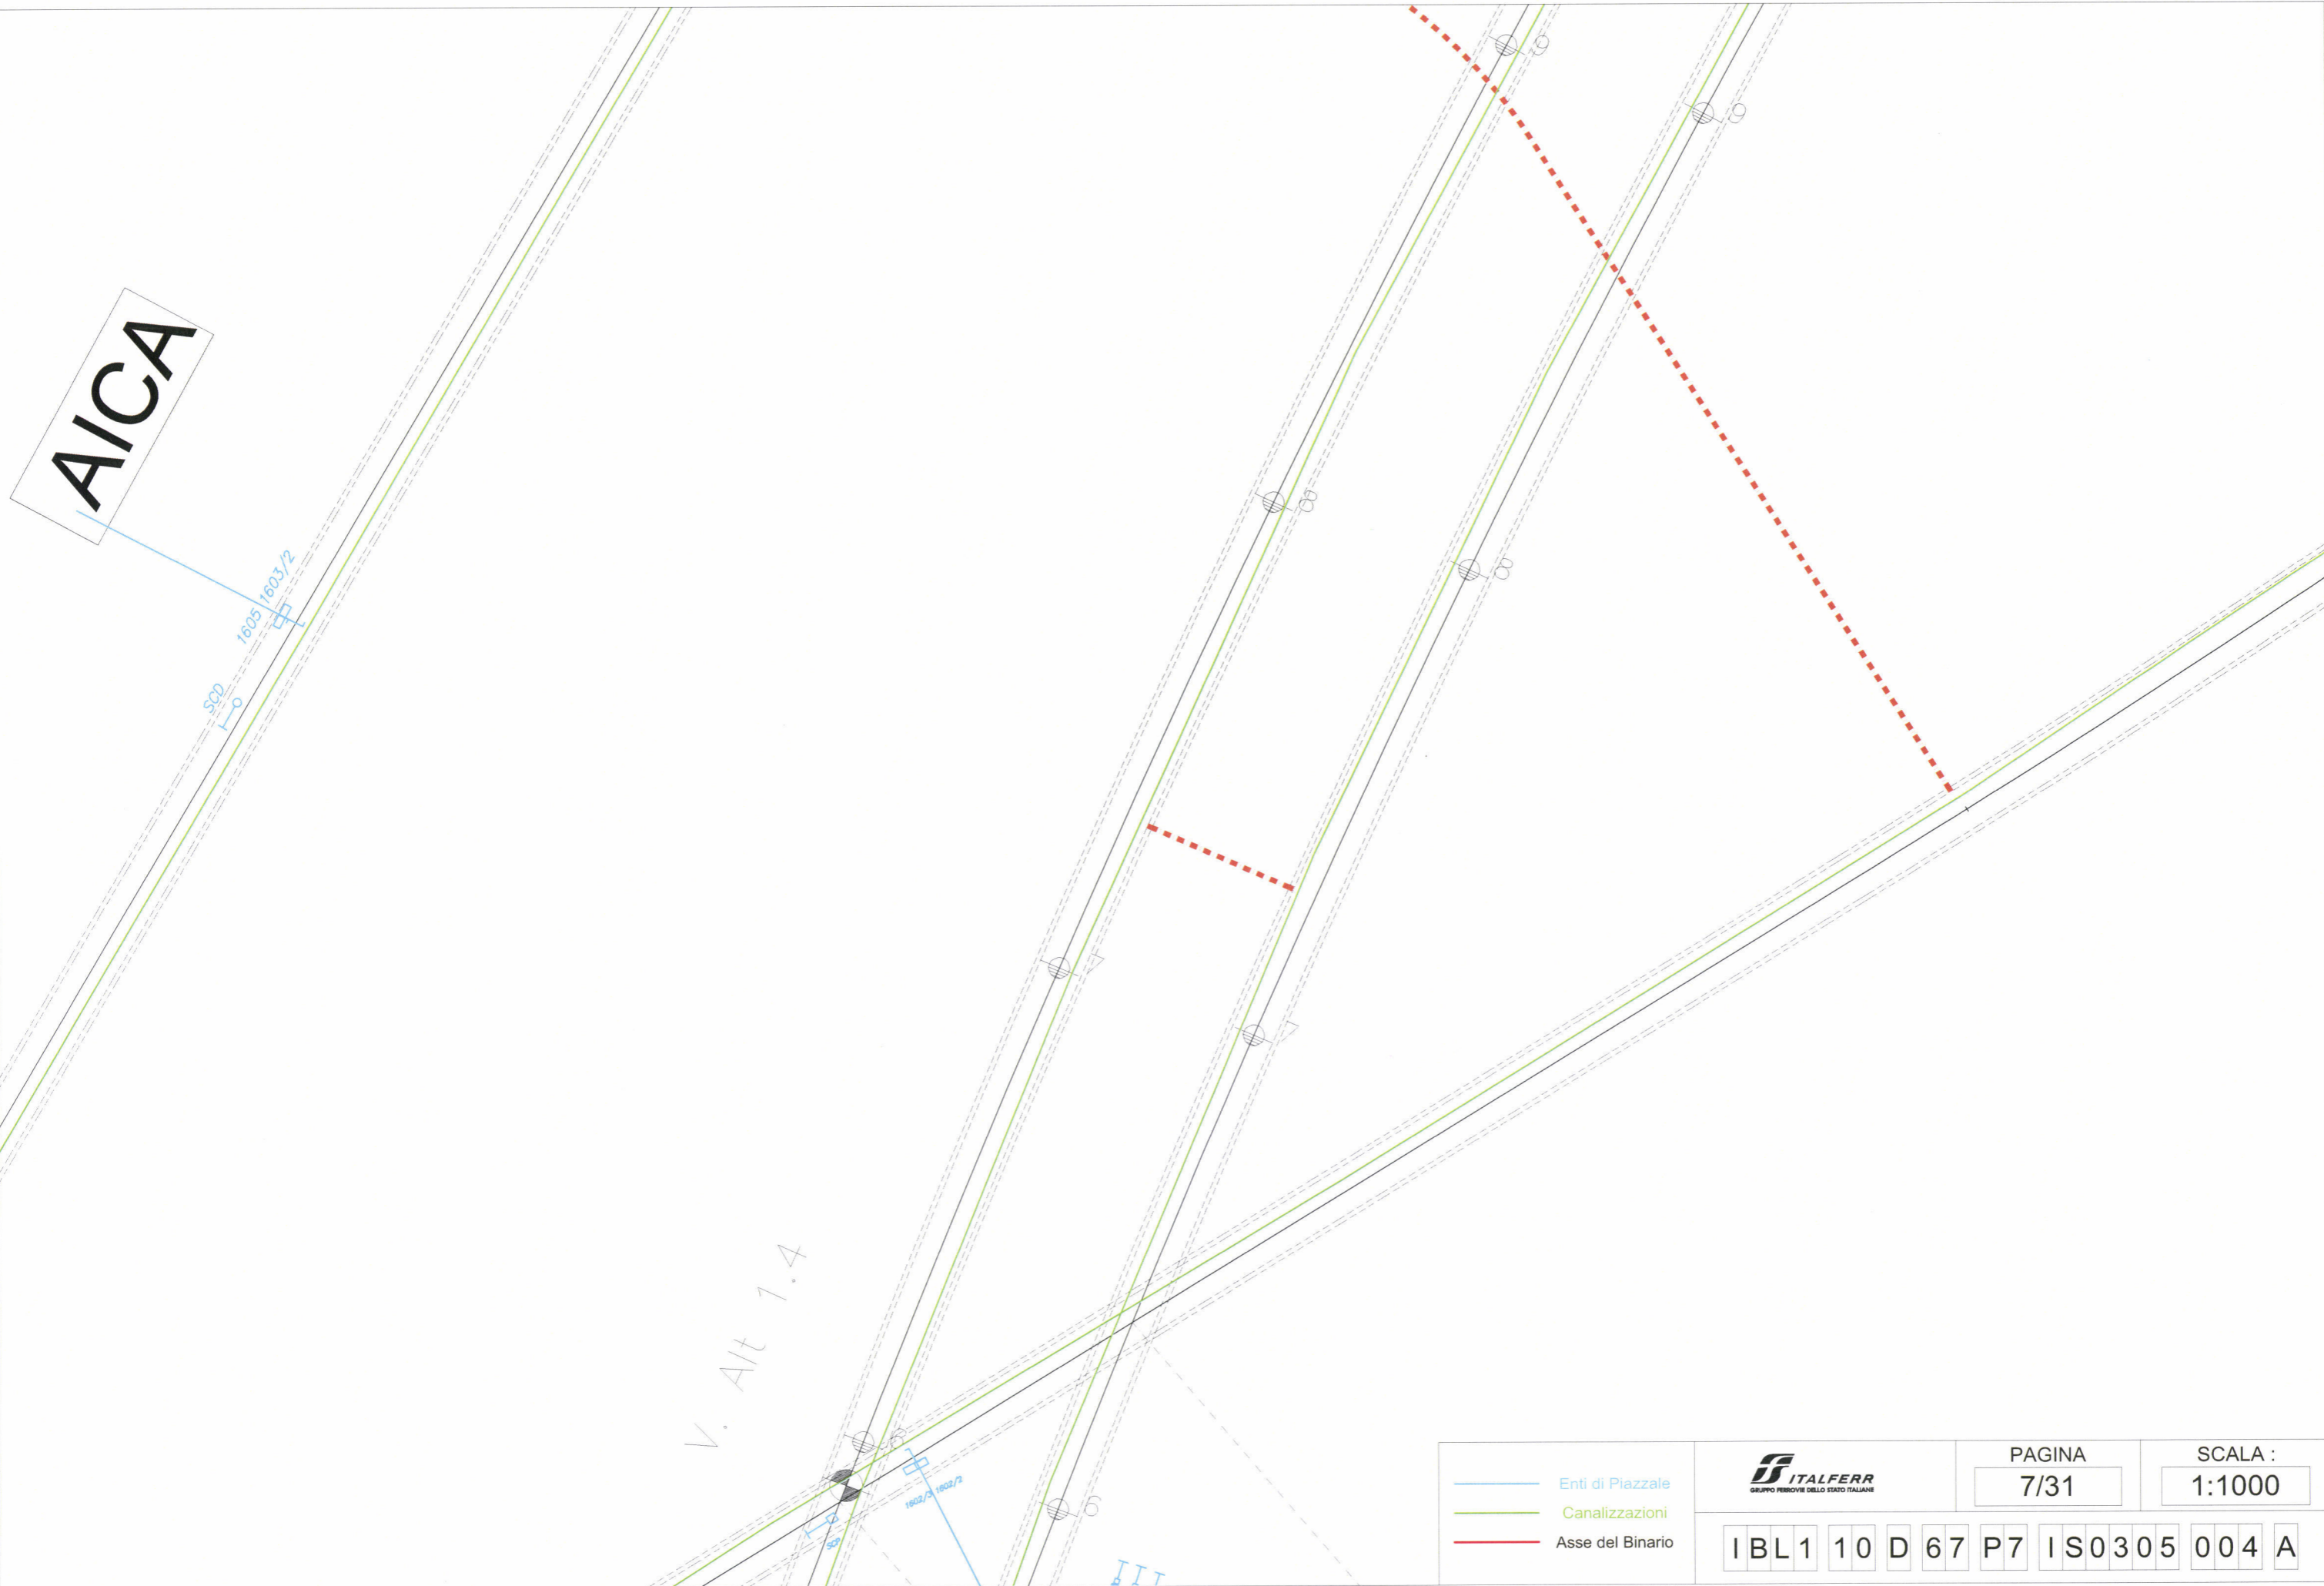 9
9
AICA
8
8
1605 1603/2
SCD
7
7
V. Alt 1.4
6
1602/3 1602/2
SCP
6
Enti di Piazzale
Canalizzazioni
Asse del Binario
ITALFERR
GRUPPO FERROVIE DELLO STATO ITALIANE
PAGINA
7/31
SCALA :
1:1000
IBL1 10 D 67 P7 IS0305 004 A